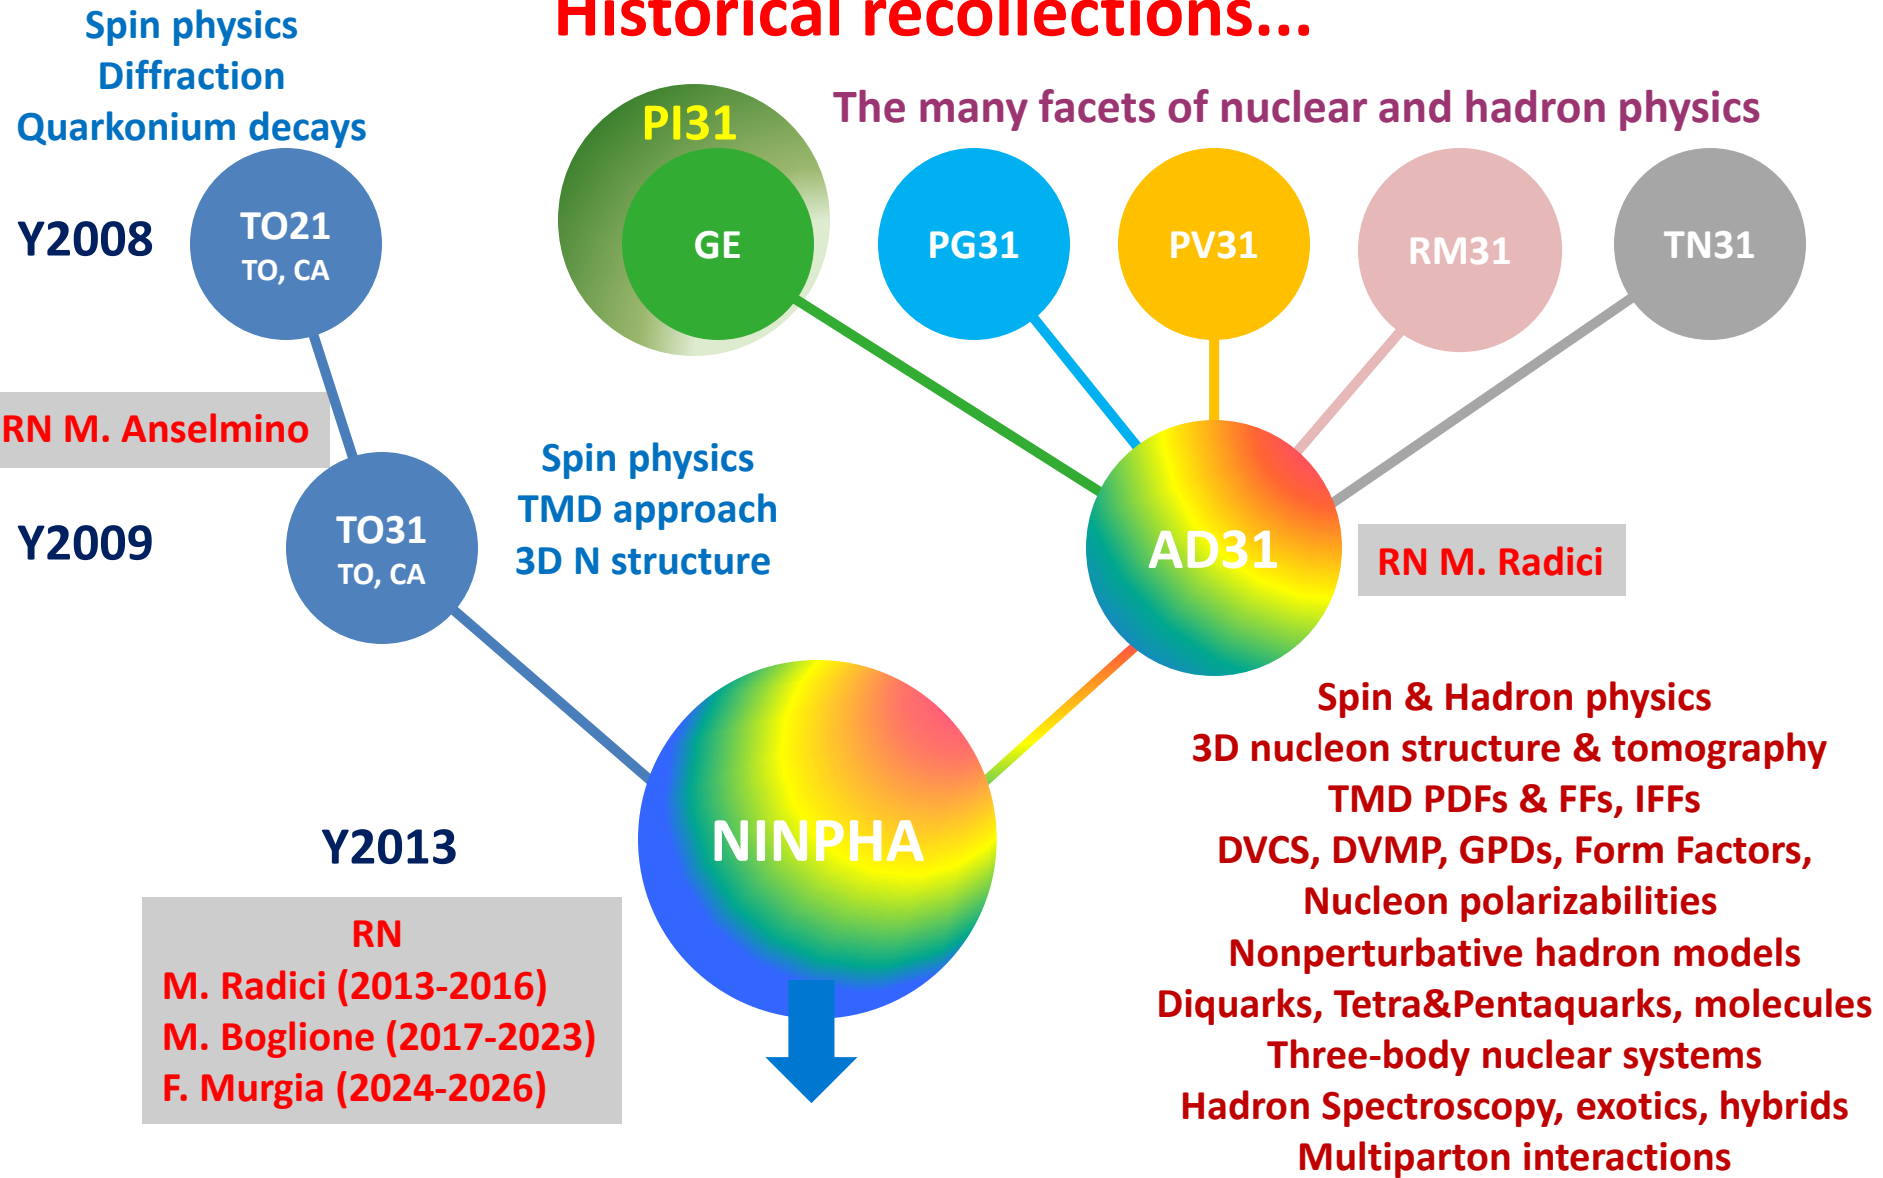 Historical recollections...
Spin physics
Diffraction
Quarkonium decays
The many facets of nuclear and hadron physics
Y2008
TO21
TO, CA
PI31
GE
PG31
PV31
RM31
TN31
RN M. Anselmino
Y2009
TO31
TO, CA
Spin physics
TMD approach
3D N structure
AD31
RN M. Radici
Y2013
NINPHA
RN
M. Radici (2013-2016)
M. Boglione (2017-2023)
F. Murgia (2024-2026)
Spin & Hadron physics
3D nucleon structure & tomography
TMD PDFs & FFs, IFFs
DVCS, DVMP, GPDs, Form Factors,
Nucleon polarizabilities
Nonperturbative hadron models
Diquarks, Tetra&Pentaquarks, molecules
Three-body nuclear systems
Hadron Spectroscopy, exotics, hybrids
Multiparton interactions